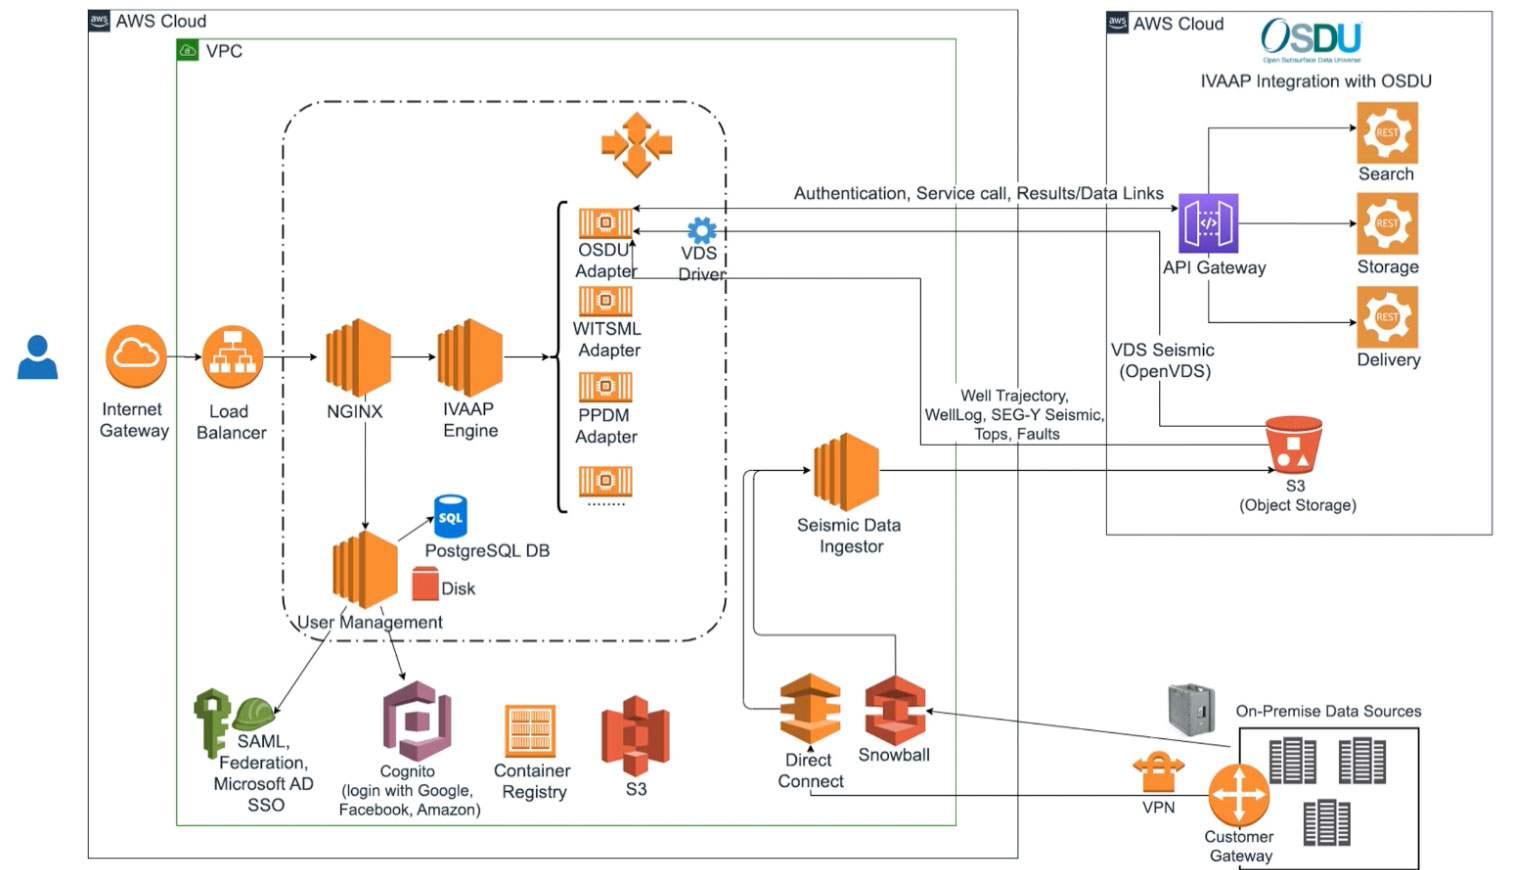 aws
AWS Cloud
VPC
Internet
Gateway
Load
Balancer
NGINX
IVAAP
Engine
OSDU
Adapter
WITSML
Adapter
PPDM
Adapter
........
VDS
Driver
Authentication, Service call, Results/Data Links
SQL
PostgreSQL DB
Disk
User Management
SAML,
Federation,
Microsoft AD
SSO
Cognito
(login with Google,
Facebook, Amazon)
Container
Registry
S3
Seismic Data
Ingestor
Direct
Connect
Snowball
Well Trajectory,
WellLog, SEG-Y Seismic,
Tops, Faults
aws
AWS Cloud
OSDU
Open Subsurface Data Universe
IVAAP Integration with OSDU
REST
Search
REST
Storage
REST
Delivery
</>
API Gateway
VDS Seismic
(OpenVDS)
S3
(Object Storage)
On-Premise Data Sources
VPN
Customer
Gateway